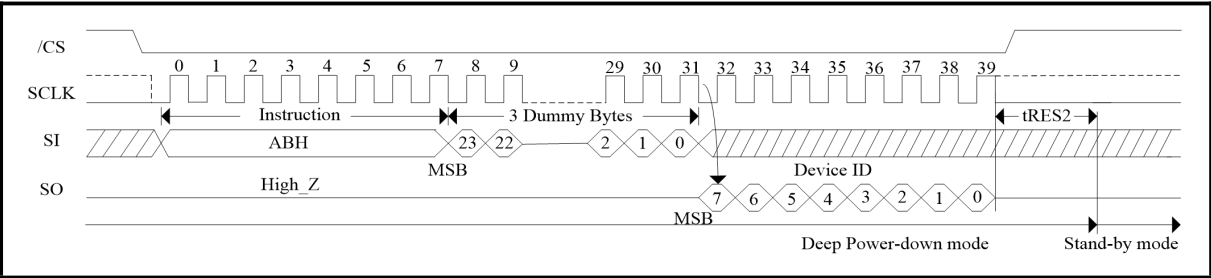 /CS
0 1 2 3 4 5 6 7 8 9 29 30 31 32 33 34 35 36 37 38 39
SCLK
Instruction 3 Dummy Bytes tRES2
SI ABH 23 22 2 1 0
MSB Device ID
SO High_Z 7 6 5 4 3 2 1 0
MSB
Deep Power-down mode Stand-by mode